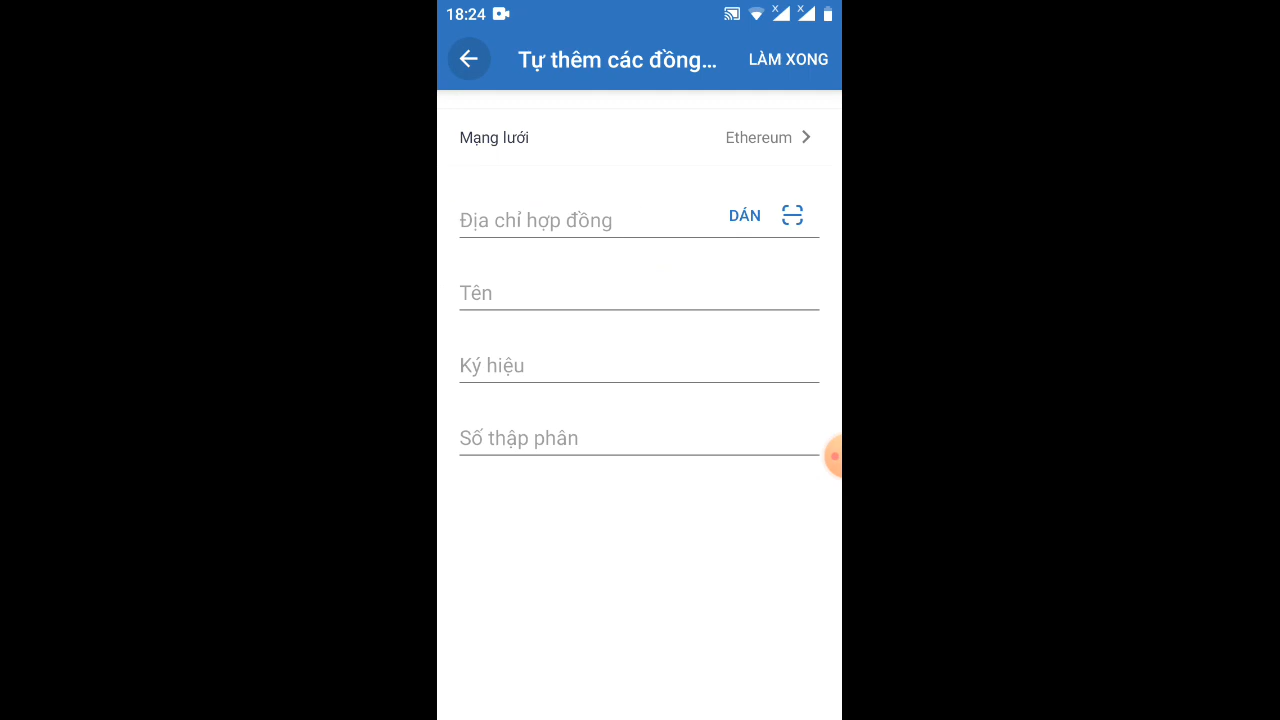 18:24
Tự thêm các đồng... LÀM XONG
Mạng lưới Ethereum
Địa chỉ hợp đồng DÁN
Tên
Ký hiệu
Số thập phân